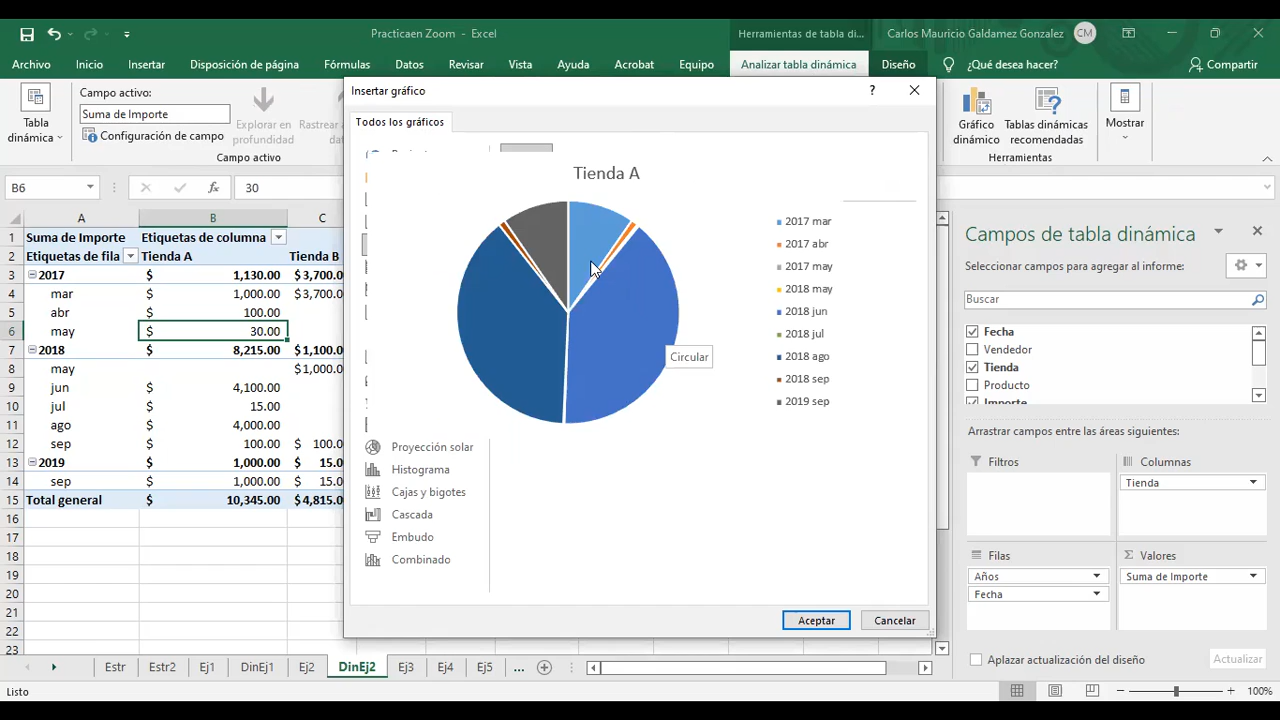 Practicaen Zoom - Excel
Herramientas de tabla di...
Carlos Mauricio Galdamez Gonzalez
CM
Archivo Inicio Insertar Disposición de página Fórmulas Datos Revisar Vista Ayuda Acrobat Equipo Analizar tabla dinámica Diseño ¿Qué desea hacer? Compartir
Tabla dinámica
Campo activo:
Suma de Importe
Configuración de campo
Explorar en profundidad
Rastrear
Campo activo
Gráfico dinámico
Tablas dinámicas recomendadas
Herramientas
Mostrar
B6
fx
30
A B C
1 Suma de Importe Etiquetas de columna
2 Etiquetas de fila Tienda A Tienda B
3 2017 $ 1,130.00 $3,700.
4 mar $ 1,000.00 $3,700.
5 abr $ 100.00
6 may $ 30.00
7 2018 $ 8,215.00 $1,100.
8 may $1,000.
9 jun $ 4,100.00
10 jul $ 15.00
11 ago $ 4,000.00
12 sep $ 100.00 $ 100.
13 2019 $ 1,000.00 $ 15.0
14 sep $ 1,000.00 $ 15.0
15 Total general $ 10,345.00 $4,815.
16
17
18
19
20
21
22
23
Insertar gráfico
?
Todos los gráficos
Tienda A
2017 mar
2017 abr
2017 may
2018 may
2018 jun
2018 jul
2018 ago
2018 sep
2019 sep
Circular
Proyección solar
Histograma
Cajas y bigotes
Cascada
Embudo
Combinado
Aceptar Cancelar
Campos de tabla dinámica
Seleccionar campos para agregar al informe:
Buscar
Fecha
Vendedor
Tienda
Producto
Importe
Arrastrar campos entre las áreas siguientes:
Filtros
Columnas
Tienda
Filas
Σ Valores
Años
Suma de Importe
Fecha
Aplazar actualización del diseño
Actualizar
Estr Estr2 Ej1 DinEj1 Ej2 DinEj2 Ej3 Ej4 Ej5 ...
Listo
100%